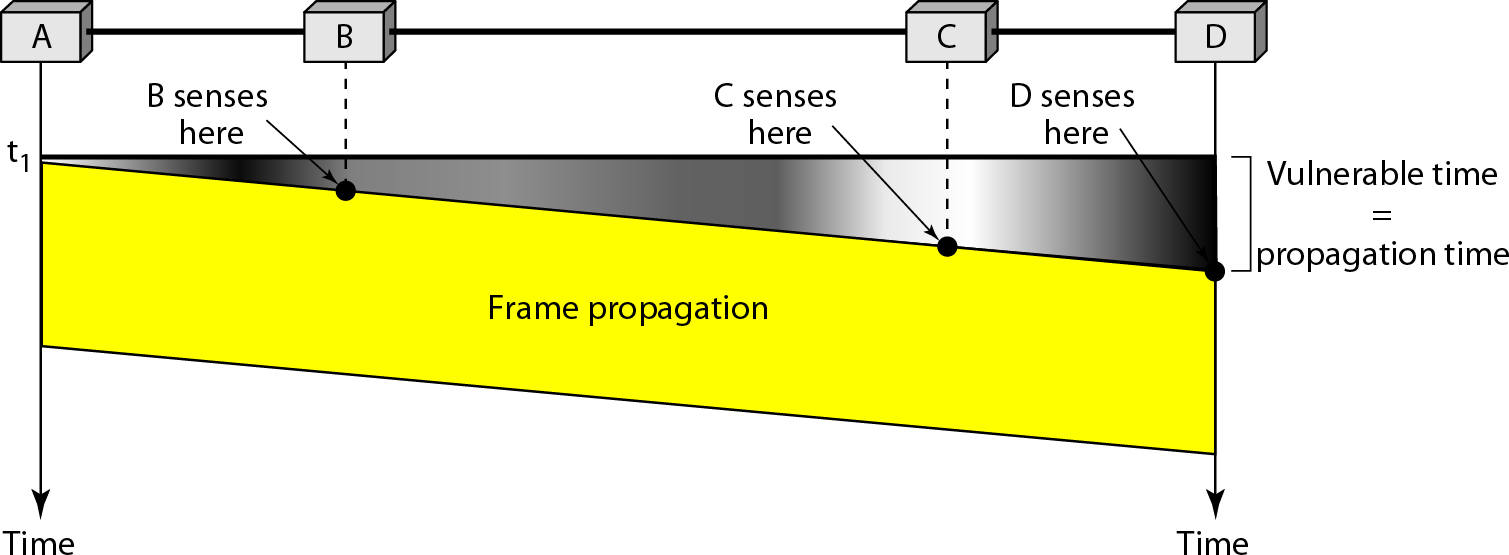 A
B
C
D
B senses
here
C senses
here
D senses
here
t1
Vulnerable time
=
propagation time
Frame propagation
Time
Time